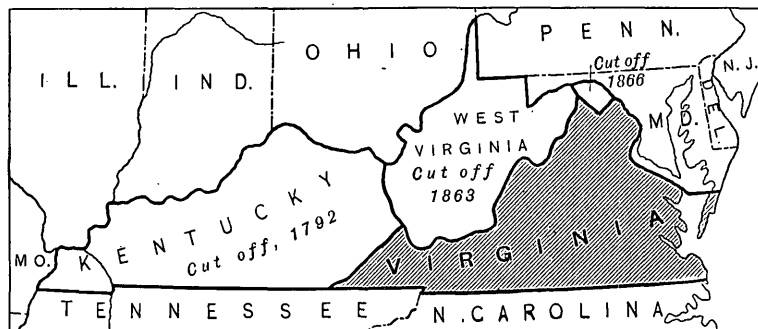 OHIO
PENN.
ILL.
IND.
Cut off
1866
N.J.
DEL.
MD.
WEST
VIRGINIA
Cut off
1863
KENTUCKY
Cut off, 1792
VIRGINIA
MO.
TENNESSEE
N. CAROLINA